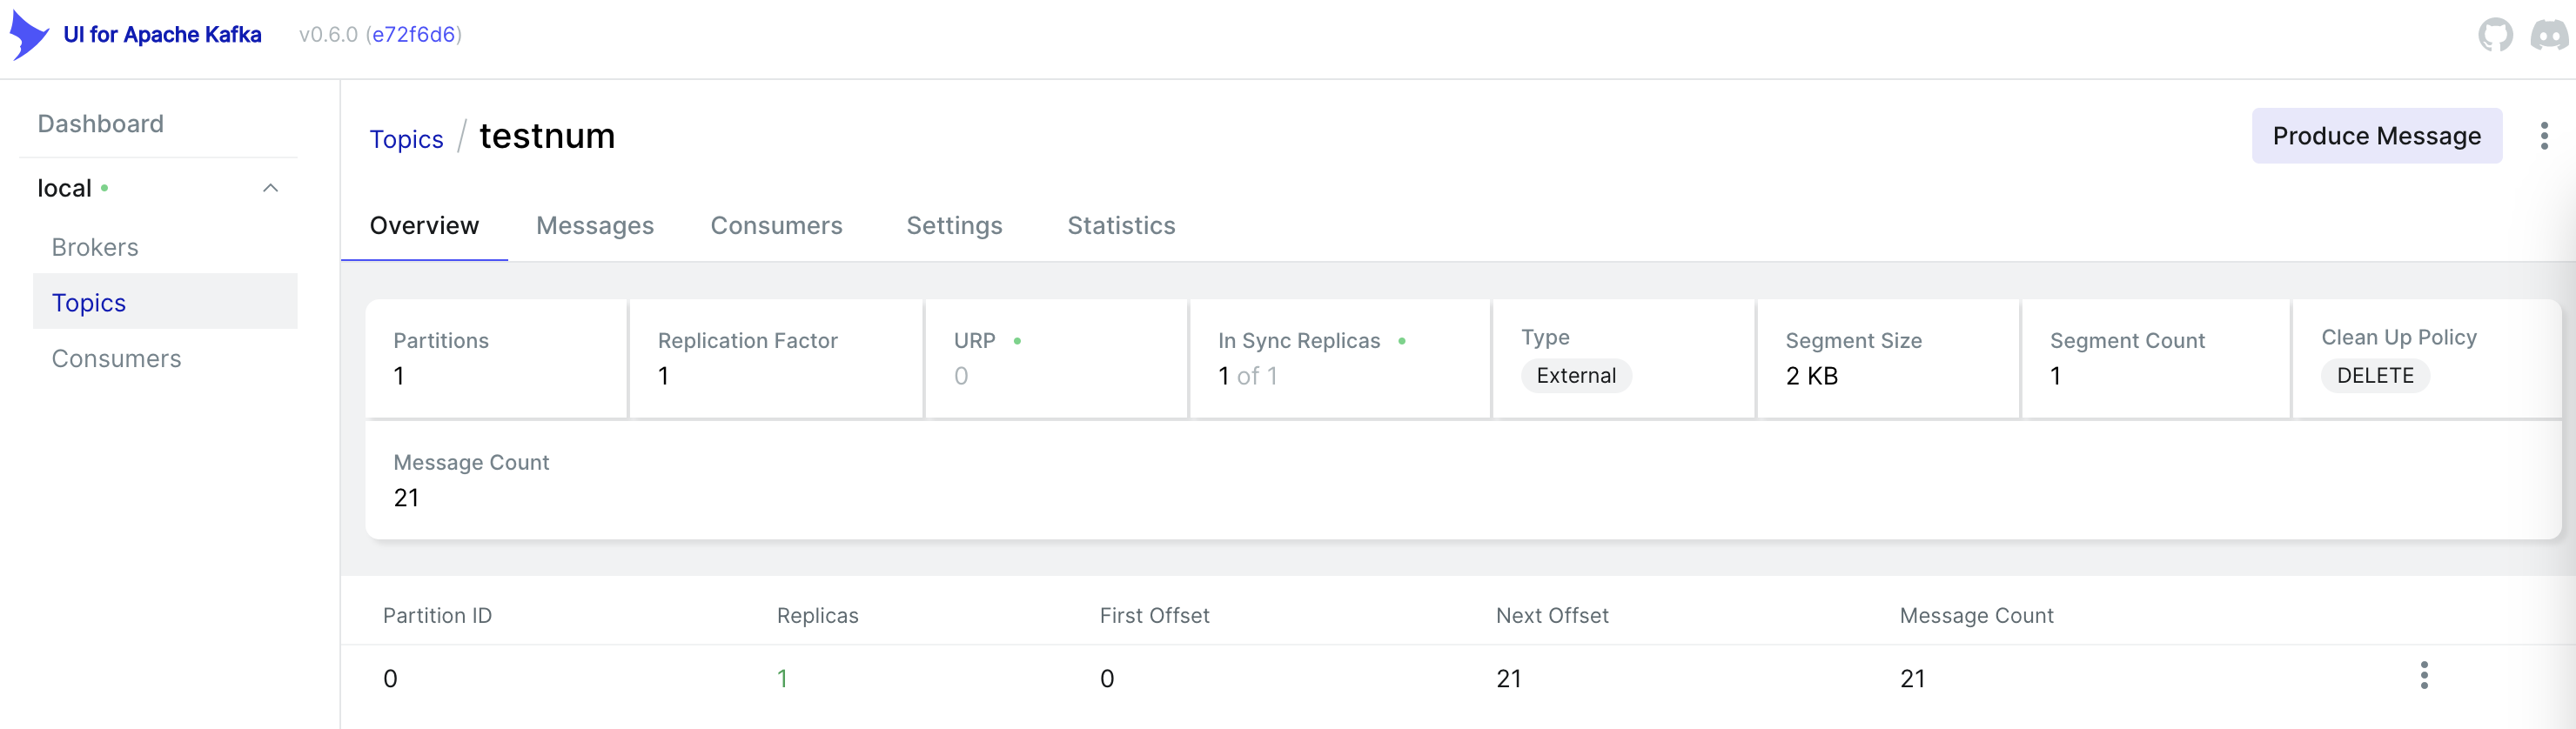 UI for Apache Kafka v0.6.0 (e72f6d6)
Dashboard
local
Brokers
Topics
Consumers
Topics / testnum
Produce Message
Overview Messages Consumers Settings Statistics
Partitions Replication Factor URP In Sync Replicas Type Segment Size Segment Count Clean Up Policy
1 1 0 1 of 1 External 2 KB 1 DELETE
Message Count
21
Partition ID Replicas First Offset Next Offset Message Count
0 1 0 21 21